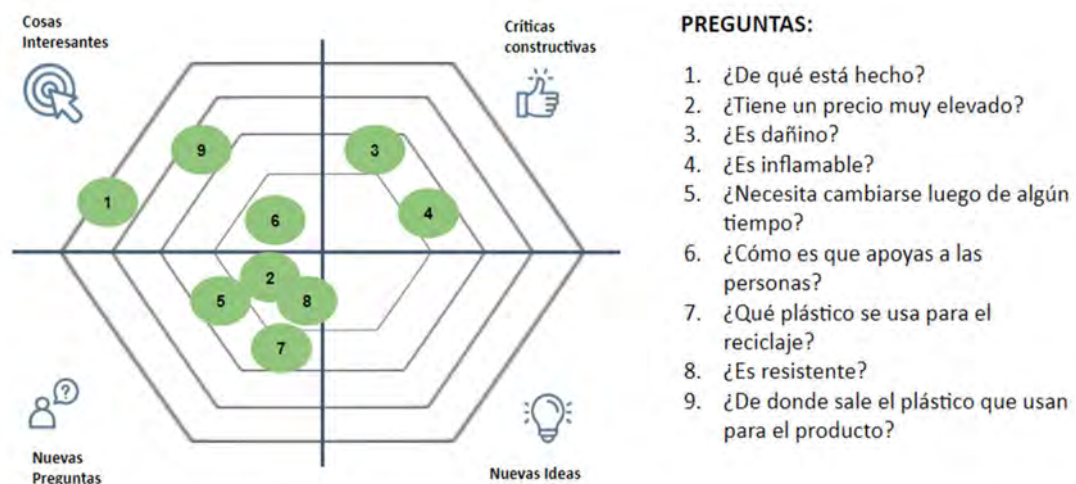 Cosas
Interesantes
Criticas
constructivas
9
3
1
4
6
2
5
8
7
Nuevas
Preguntas
Nuevas Ideas
PREGUNTAS:
1. ¿De qué está hecho?
2. ¿Tiene un precio muy elevado?
3. ¿Es dañino?
4. ¿Es inflamable?
5. ¿Necesita cambiarse luego de algún
tiempo?
6. ¿Cómo es que apoyas a las
personas?
7. ¿Qué plástico se usa para el
reciclaje?
8. ¿Es resistente?
9. ¿De donde sale el plástico que usan
para el producto?